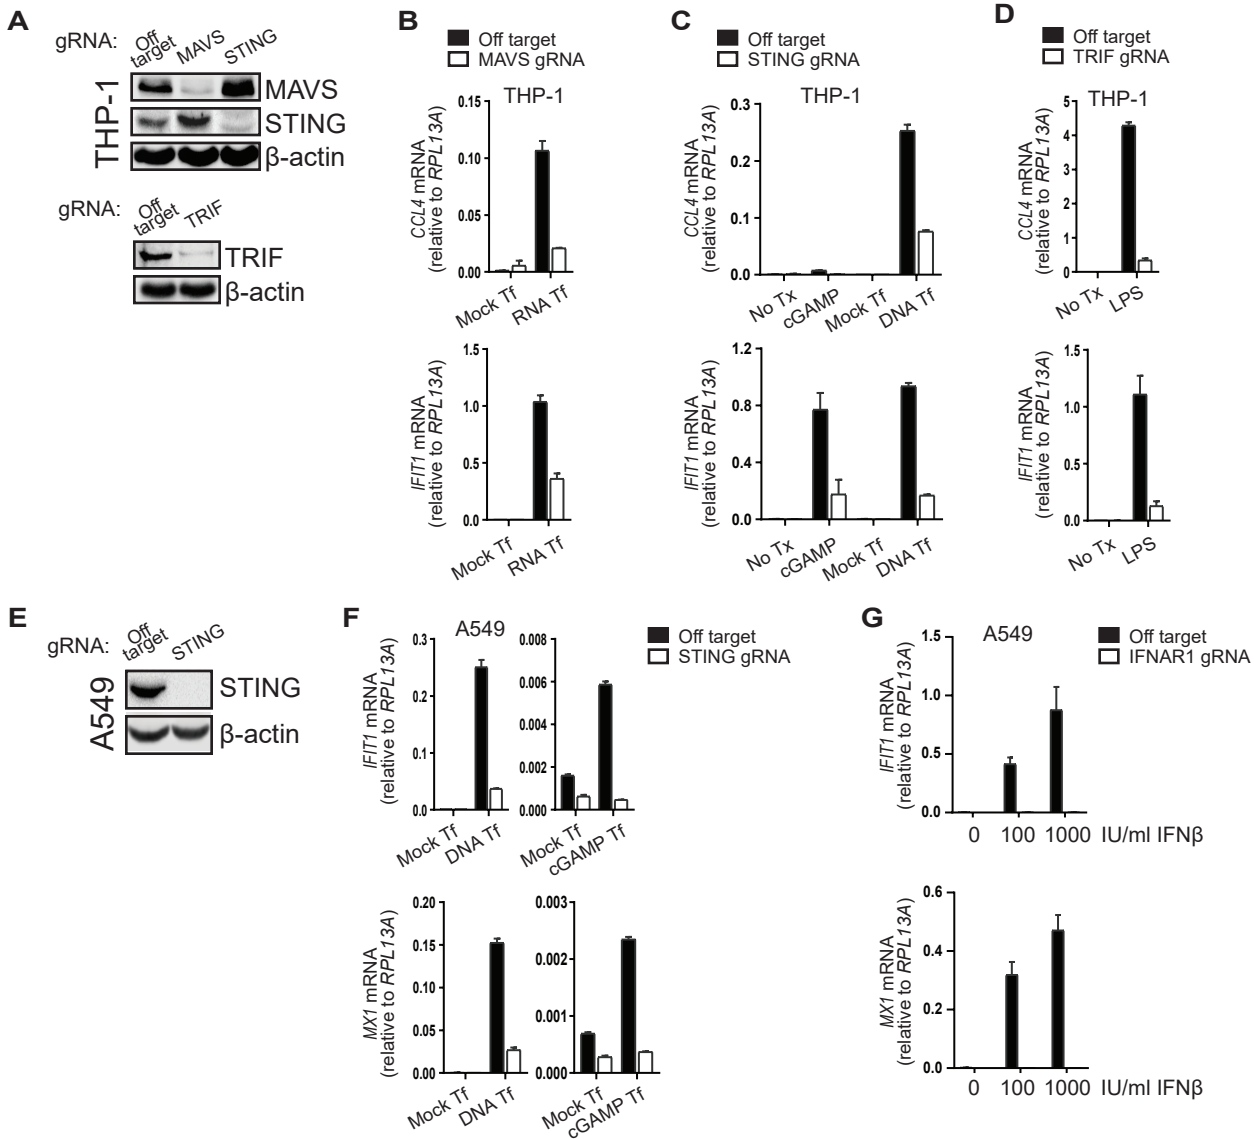 A
gRNA:
Off target
MAVS
STING
THP-1
MAVS
STING
β-actin
gRNA:
Off target
TRIF
TRIF
β-actin
B
Off target
MAVS gRNA
THP-1
CCL4 mRNA
(relative to RPL13A)
0.15
0.10
0.05
0.00
Mock Tf
RNA Tf
IFIT1 mRNA
(relative to RPL13A)
1.5
1.0
0.5
0.0
Mock Tf
RNA Tf
C
Off target
STING gRNA
THP-1
CCL4 mRNA
(relative to RPL13A)
0.3
0.2
0.1
0.0
No Tx
cGAMP
Mock Tf
DNA Tf
IFIT1 mRNA
(relative to RPL13A)
1.2
0.8
0.4
0.0
No Tx
cGAMP
Mock Tf
DNA Tf
D
Off target
TRIF gRNA
THP-1
CCL4 mRNA
(relative to RPL13A)
5
4
3
2
1
0
No Tx
LPS
IFIT1 mRNA
(relative to RPL13A)
1.5
1.0
0.5
0.0
No Tx
LPS
E
gRNA:
Off target
STING
A549
STING
β-actin
F
A549
Off target
STING gRNA
IFIT1 mRNA
(relative to RPL13A)
0.3
0.2
0.1
0.0
Mock Tf
DNA Tf
0.008
0.006
0.004
0.002
0.000
Mock Tf
cGAMP Tf
MX1 mRNA
(relative to RPL13A)
0.20
0.15
0.10
0.05
0.00
Mock Tf
DNA Tf
0.003
0.002
0.001
0.000
Mock Tf
cGAMP Tf
G
A549
Off target
IFNAR1 gRNA
IFIT1 mRNA
(relative to RPL13A)
1.5
1.0
0.5
0.0
0 100 1000 IU/ml IFNβ
MX1 mRNA
(relative to RPL13A)
0.6
0.4
0.2
0.0
0 100 1000 IU/ml IFNβ